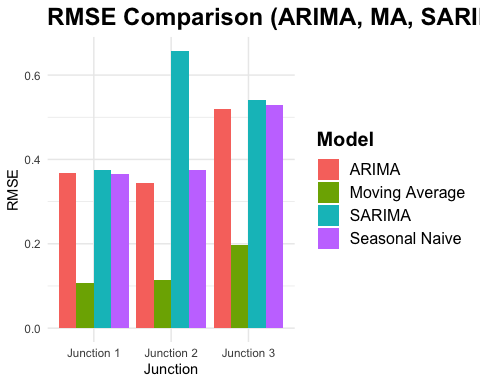 RMSE Comparison (ARIMA, MA, SARI
RMSE
0.6
0.4
0.2
0.0
Junction 1 Junction 2 Junction 3
Junction
Model
ARIMA
Moving Average
SARIMA
Seasonal Naive